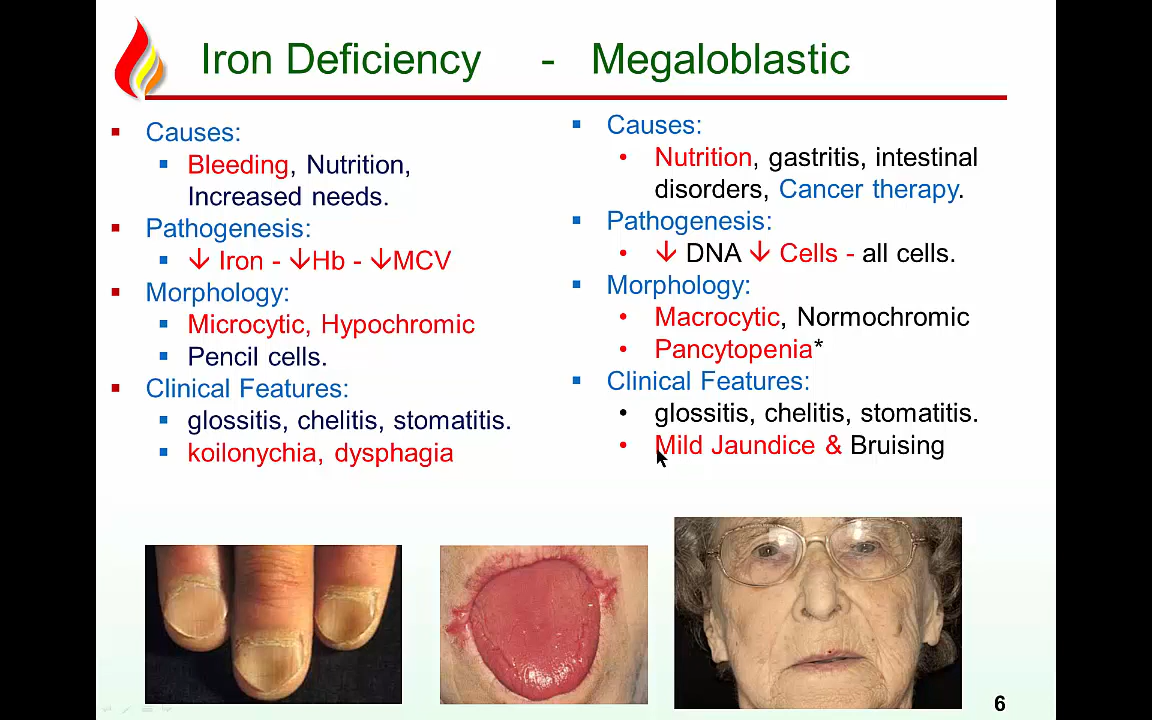 Iron Deficiency - Megaloblastic
Causes:
Bleeding, Nutrition,
Increased needs.
Pathogenesis:
↓ Iron - ↓Hb - ↓MCV
Morphology:
Microcytic, Hypochromic
Pencil cells.
Clinical Features:
glossitis, chelitis, stomatitis.
koilonychia, dysphagia
Causes:
Nutrition, gastritis, intestinal
disorders, Cancer therapy.
Pathogenesis:
↓ DNA ↓ Cells - all cells.
Morphology:
Macrocytic, Normochromic
Pancytopenia*
Clinical Features:
glossitis, chelitis, stomatitis.
Mild Jaundice & Bruising
6